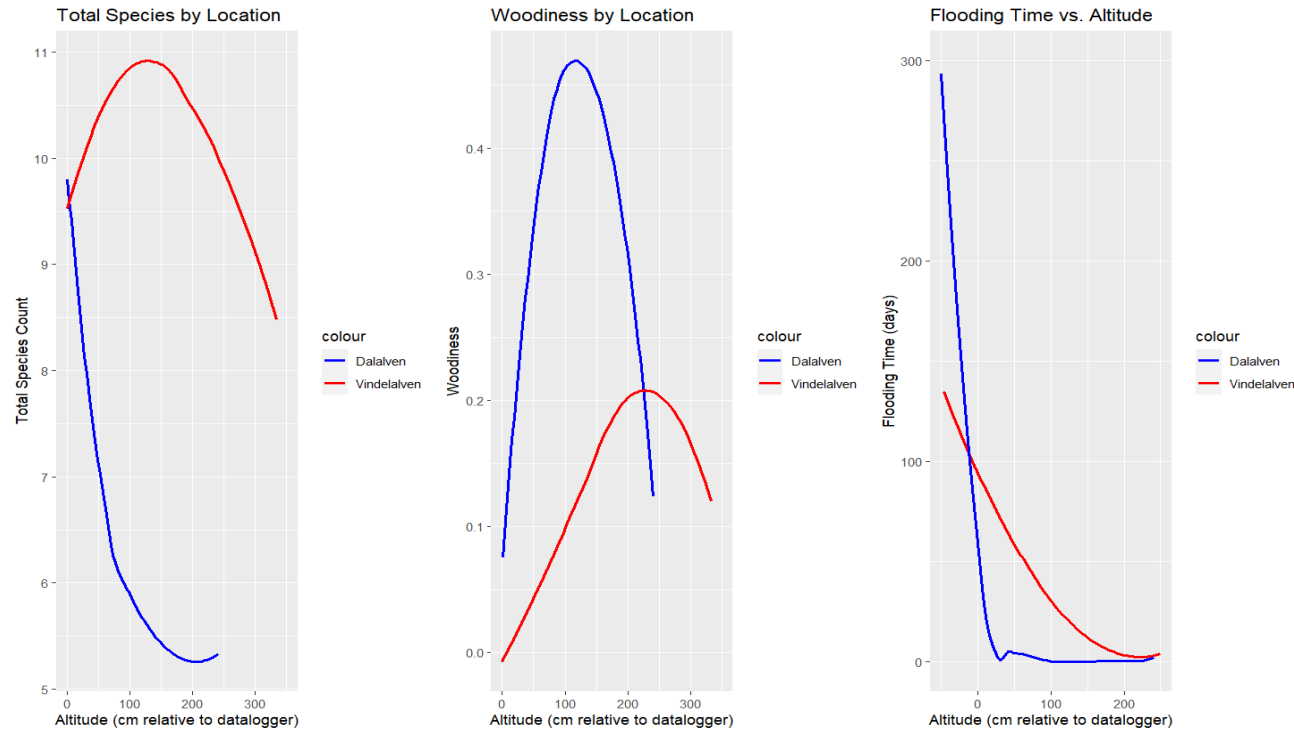 Total Species by Location
11
10
9
8
7
6
5
Total Species Count
0
100
200
300
Altitude (cm relative to datalogger)
colour
Dalalven
Vindelalven
Woodiness by Location
0.4
0.3
0.2
0.1
0.0
Woodiness
0
100
200
300
Altitude (cm relative to datalogger)
colour
Dalalven
Vindelalven
Flooding Time vs. Altitude
300
200
100
0
Flooding Time (days)
0
100
200
Altitude (cm relative to datalogger)
colour
Dalalven
Vindelalven